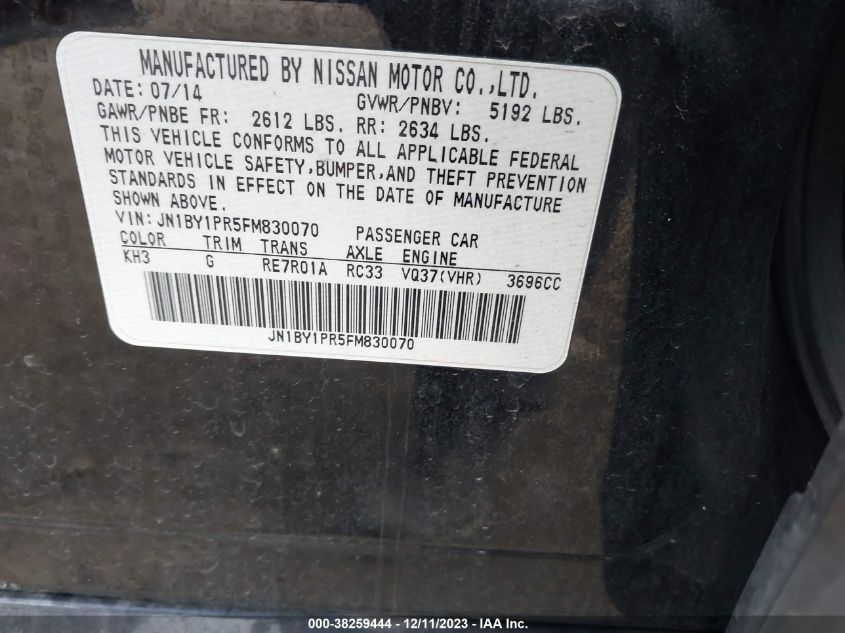 MANUFACTURED BY NISSAN MOTOR CO.,LTD.
DATE: 07/14 GVWR/PNBV: 5192 LBS.
GAWR/PNBE FR: 2612 LBS. RR: 2634 LBS.
THIS VEHICLE CONFORMS TO ALL APPLICABLE FEDERAL
MOTOR VEHICLE SAFETY,BUMPER,AND THEFT PREVENTION
STANDARDS IN EFFECT ON THE DATE OF MANUFACTURE
SHOWN ABOVE.
VIN:JN1BY1PR5FM830070 PASSENGER CAR
COLOR TRIM TRANS AXLE ENGINE
KH3 G RE7R01A RC33 VQ37(VHR) 3696CC
JN1BY1PR5FM830070
000-38259444 - 12/11/2023 - IAA Inc.